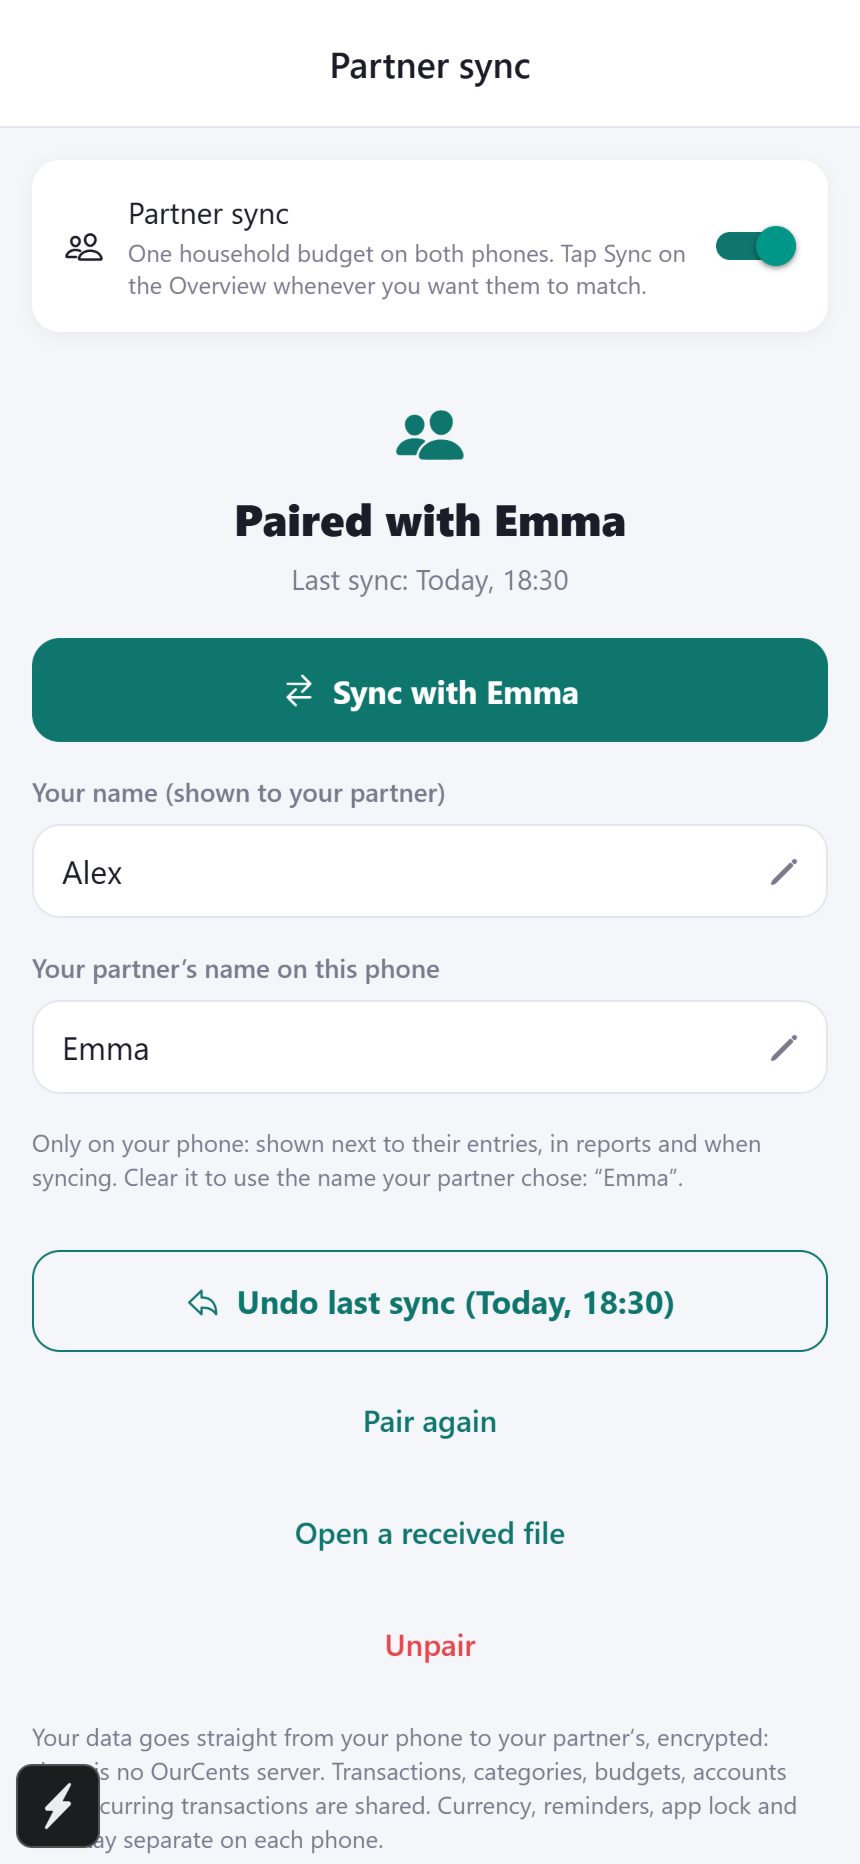 Partner sync
Partner sync
One household budget on both phones. Tap Sync on
the Overview whenever you want them to match.
Paired with Emma
Last sync: Today, 18:30
Sync with Emma
Your name (shown to your partner)
Alex
Your partner’s name on this phone
Emma
Only on your phone: shown next to their entries, in reports and when
syncing. Clear it to use the name your partner chose: “Emma”.
Undo last sync (Today, 18:30)
Pair again
Open a received file
Unpair
Your data goes straight from your phone to your partner’s, encrypted:
no OurCents server. Transactions, categories, budgets, accounts
transactions are shared. Currency, reminders, app lock and
separate on each phone.